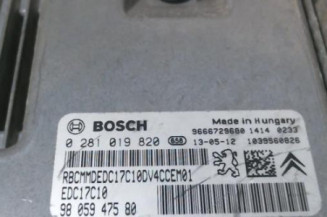 BOSCH
Made in Hungary
9666729680 1414 0233
0 281 019 820 13-05-12 1039S60826
RBCMMDEDC17C10DV4CCEM01
EDC17C10
98 059 475 80